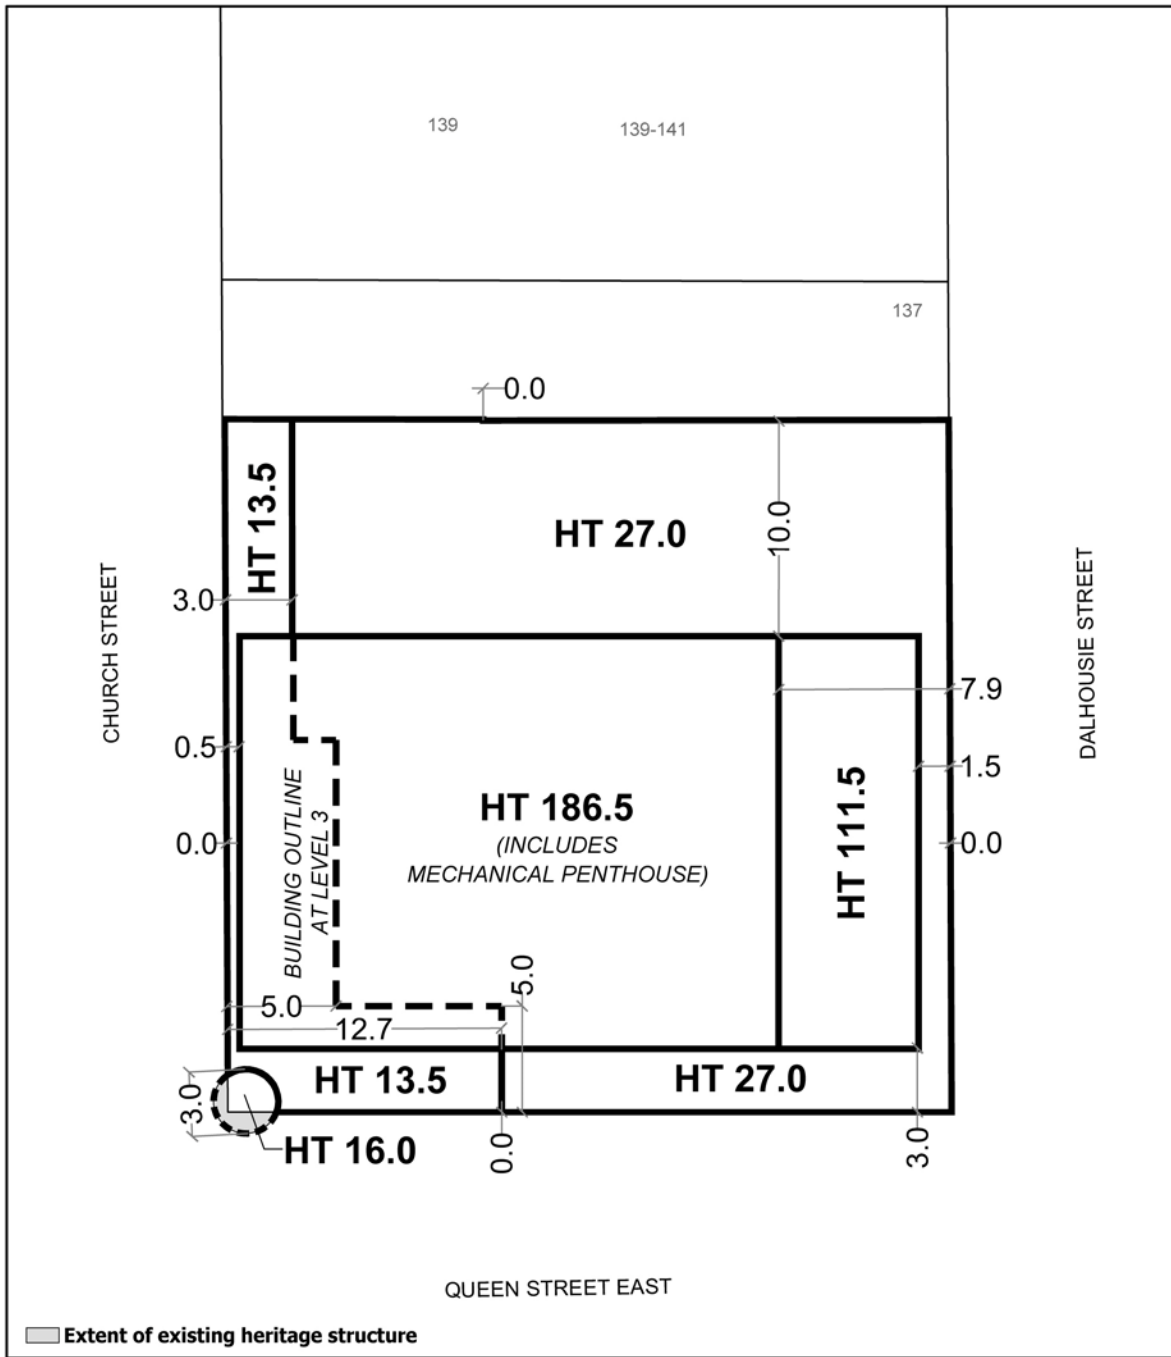 139
139-141
137
0.0
HT 13.5
HT 27.0
10.0
3.0
CHURCH STREET
DALHOUSIE STREET
7.9
0.5
1.5
HT 186.5
(INCLUDES
MECHANICAL PENTHOUSE)
BUILDING OUTLINE
AT LEVEL 3
HT 111.5
0.0
0.0
5.0
5.0
12.7
HT 13.5
HT 27.0
3.0
HT 16.0
0.0
3.0
QUEEN STREET EAST
Extent of existing heritage structure